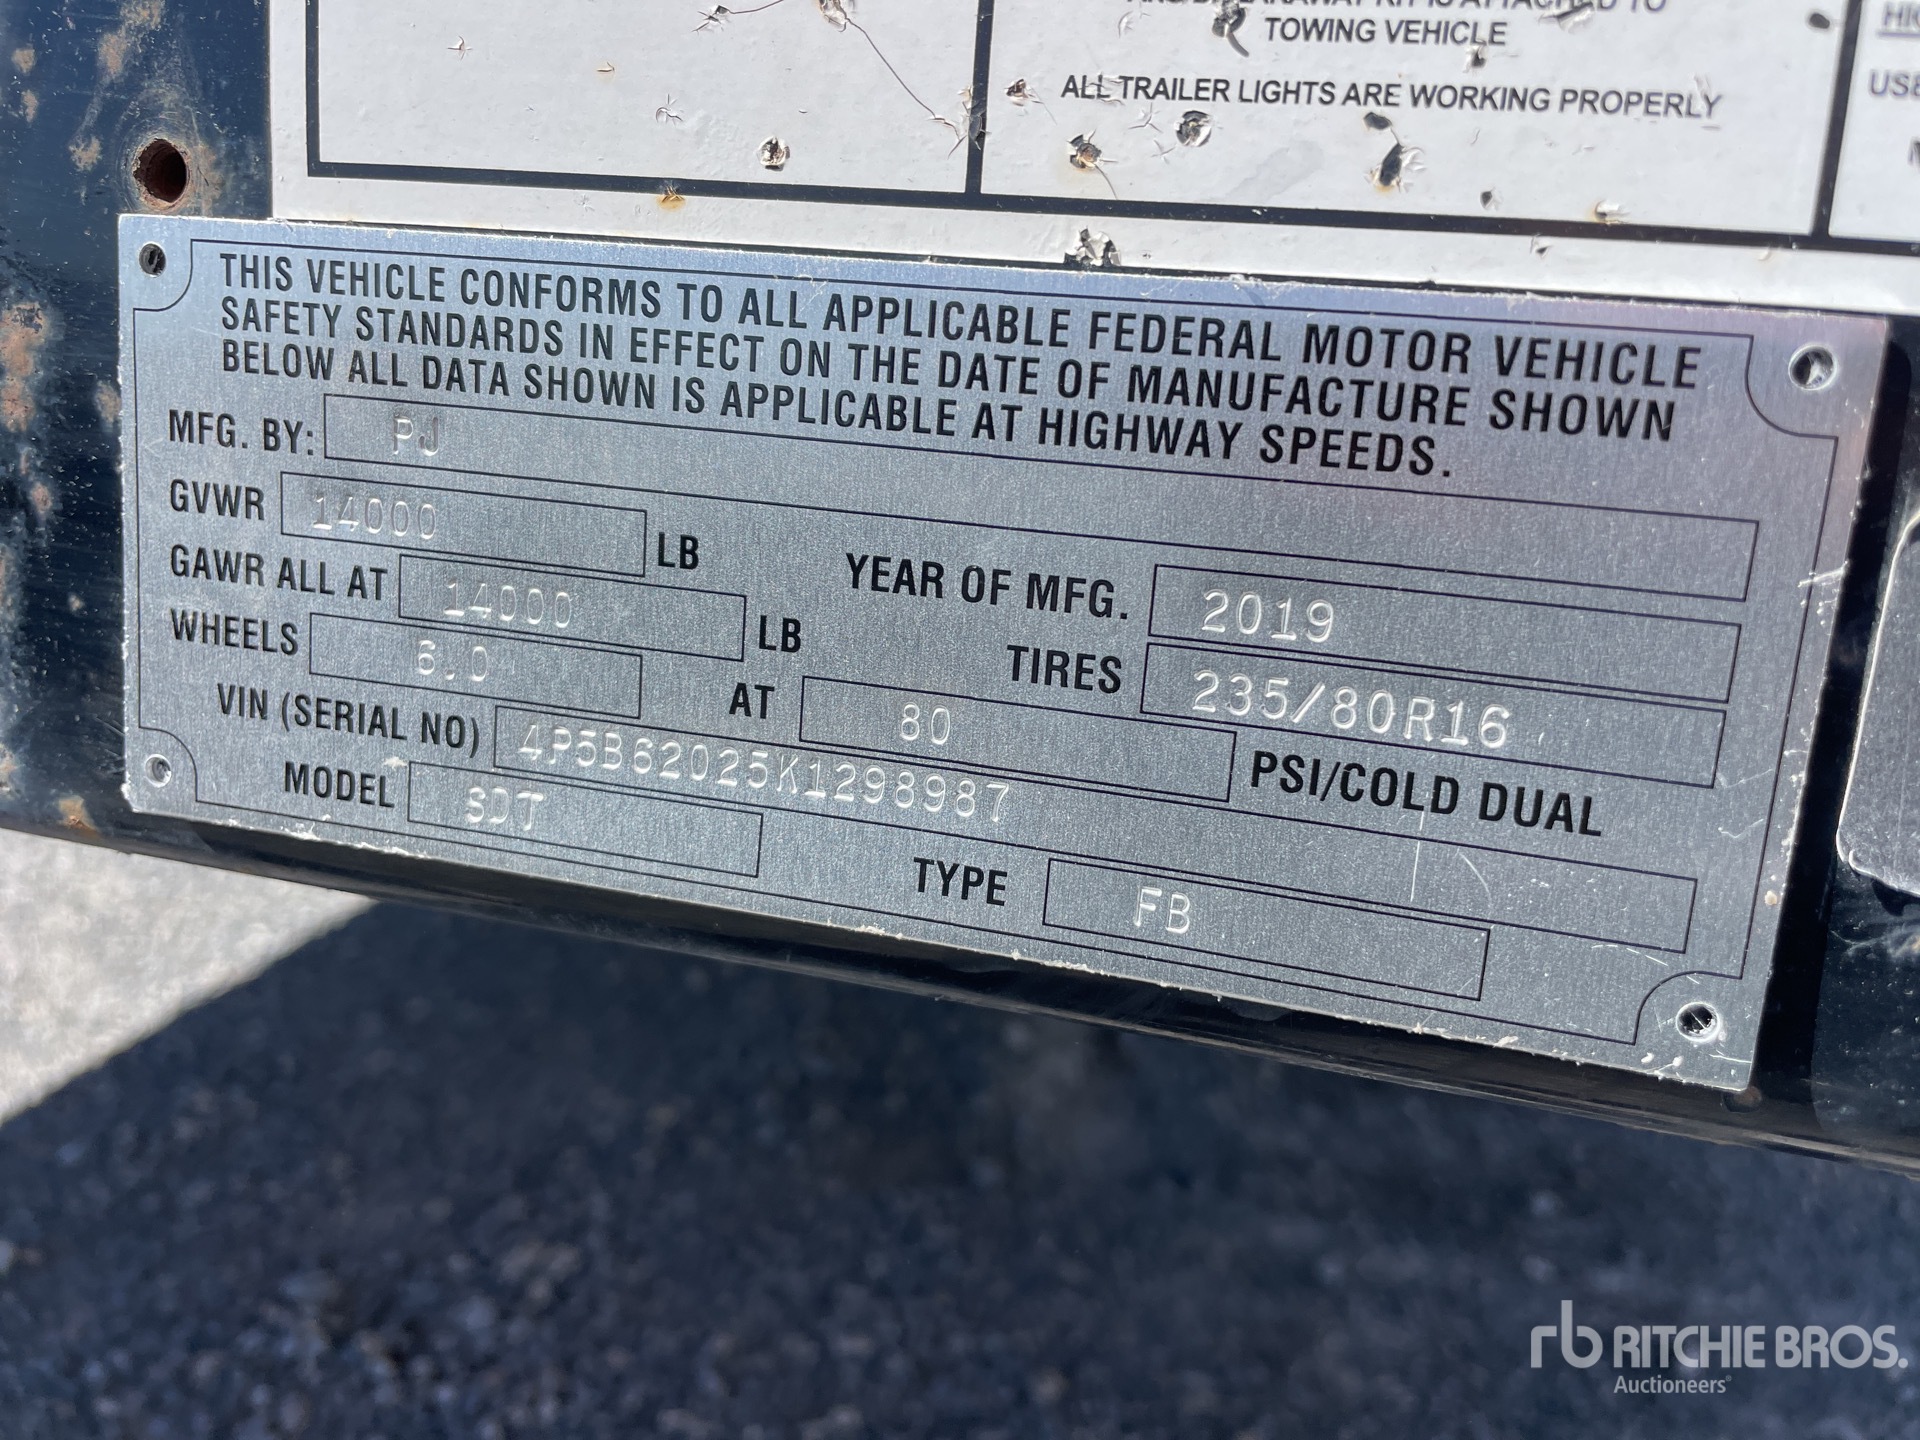 TOWING VEHICLE
ALL TRAILER LIGHTS ARE WORKING PROPERLY
THIS VEHICLE CONFORMS TO ALL APPLICABLE FEDERAL MOTOR VEHICLE
SAFETY STANDARDS IN EFFECT ON THE DATE OF MANUFACTURE SHOWN
BELOW ALL DATA SHOWN IS APPLICABLE AT HIGHWAY SPEEDS.
MFG. BY: PJ
GVWR 14000 LB
YEAR OF MFG. 2019
GAWR ALL AT 14000 LB
TIRES 235/80R16
WHEELS 6.0 AT 80 PSI/COLD DUAL
VIN (SERIAL NO) 4P5B62025K1298987
MODEL SDT TYPE FB
rb RITCHIE BROS.
Auctioneers